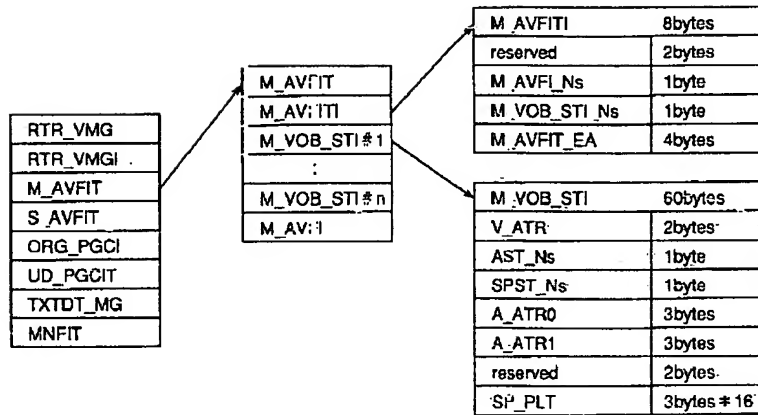 RTR_VMG
RTR_VMGI
M_AVFIT
S_AVFIT
ORG_PGCI
UD_PGCIT
TXTDT_MG
MNFIT
M_AVFIT
M_AVFITI
M_VOB_STI#1
:
M_VOB_STI#n
M_AVFI
M_AVFITI 8bytes
reserved 2bytes
M_AVFI_Ns 1byte
M_VOB_STI_Ns 1byte
M_AVFIT_EA 4bytes
M_VOB_STI 60bytes
V_ATR 2bytes
AST_Ns 1byte
SPST_Ns 1byte
A_ATR0 3bytes
A_ATR1 3bytes
reserved 2bytes
SP_PLT 3bytes*16